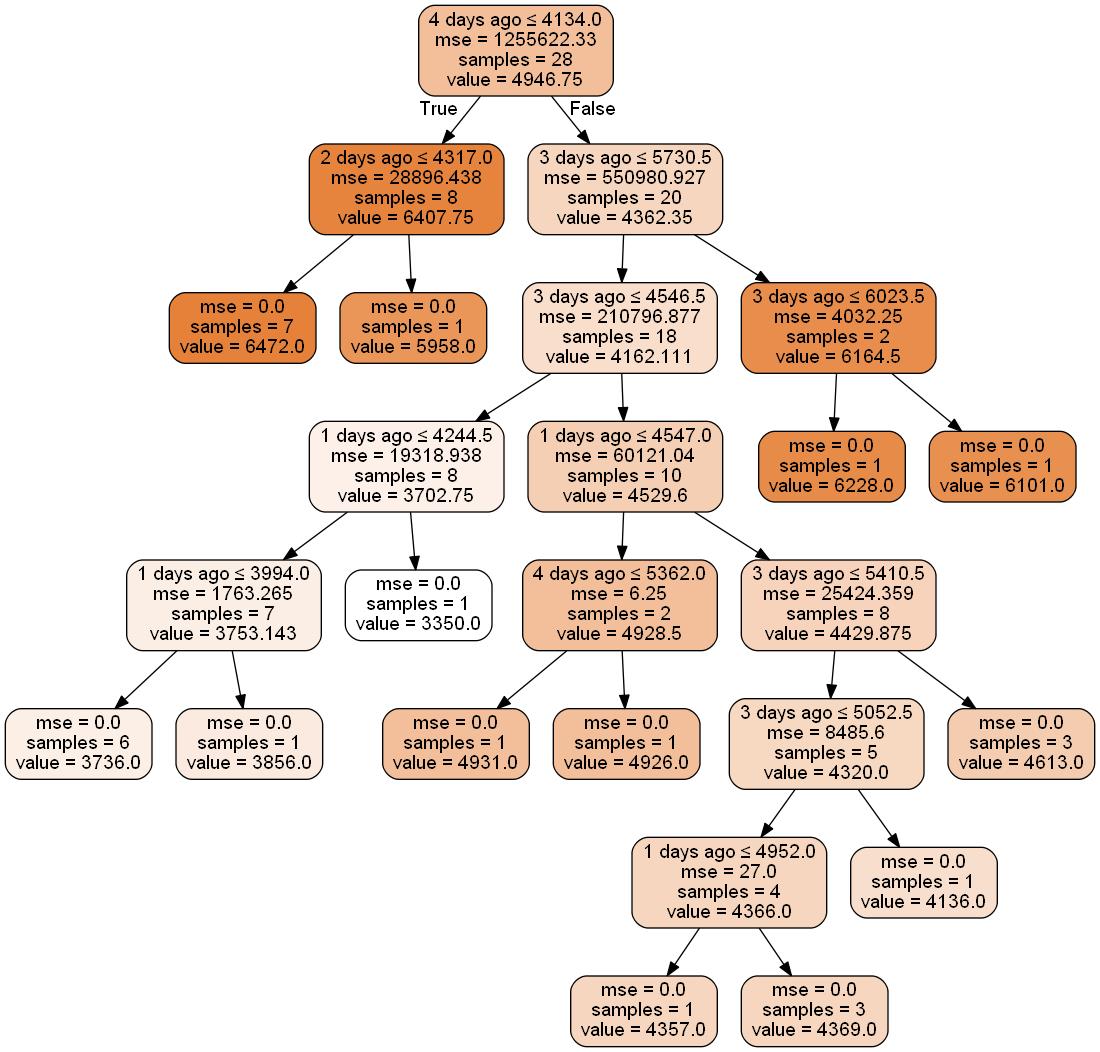 4 days ago ≤ 4134.0
mse = 1255622.33
samples = 28
value = 4946.75
True
False
2 days ago ≤ 4317.0
mse = 28896.438
samples = 8
value = 6407.75
3 days ago ≤ 5730.5
mse = 550980.927
samples = 20
value = 4362.35
mse = 0.0
samples = 7
value = 6472.0
mse = 0.0
samples = 1
value = 5958.0
3 days ago ≤ 4546.5
mse = 210796.877
samples = 18
value = 4162.111
3 days ago ≤ 6023.5
mse = 4032.25
samples = 2
value = 6164.5
1 days ago ≤ 4244.5
mse = 19318.938
samples = 8
value = 3702.75
1 days ago ≤ 4547.0
mse = 60121.04
samples = 10
value = 4529.6
mse = 0.0
samples = 1
value = 6228.0
mse = 0.0
samples = 1
value = 6101.0
1 days ago ≤ 3994.0
mse = 1763.265
samples = 7
value = 3753.143
mse = 0.0
samples = 1
value = 3350.0
4 days ago ≤ 5362.0
mse = 6.25
samples = 2
value = 4928.5
3 days ago ≤ 5410.5
mse = 25424.359
samples = 8
value = 4429.875
mse = 0.0
samples = 6
value = 3736.0
mse = 0.0
samples = 1
value = 3856.0
mse = 0.0
samples = 1
value = 4931.0
mse = 0.0
samples = 1
value = 4926.0
3 days ago ≤ 5052.5
mse = 8485.6
samples = 5
value = 4320.0
mse = 0.0
samples = 3
value = 4613.0
1 days ago ≤ 4952.0
mse = 27.0
samples = 4
value = 4366.0
mse = 0.0
samples = 1
value = 4136.0
mse = 0.0
samples = 1
value = 4357.0
mse = 0.0
samples = 3
value = 4369.0